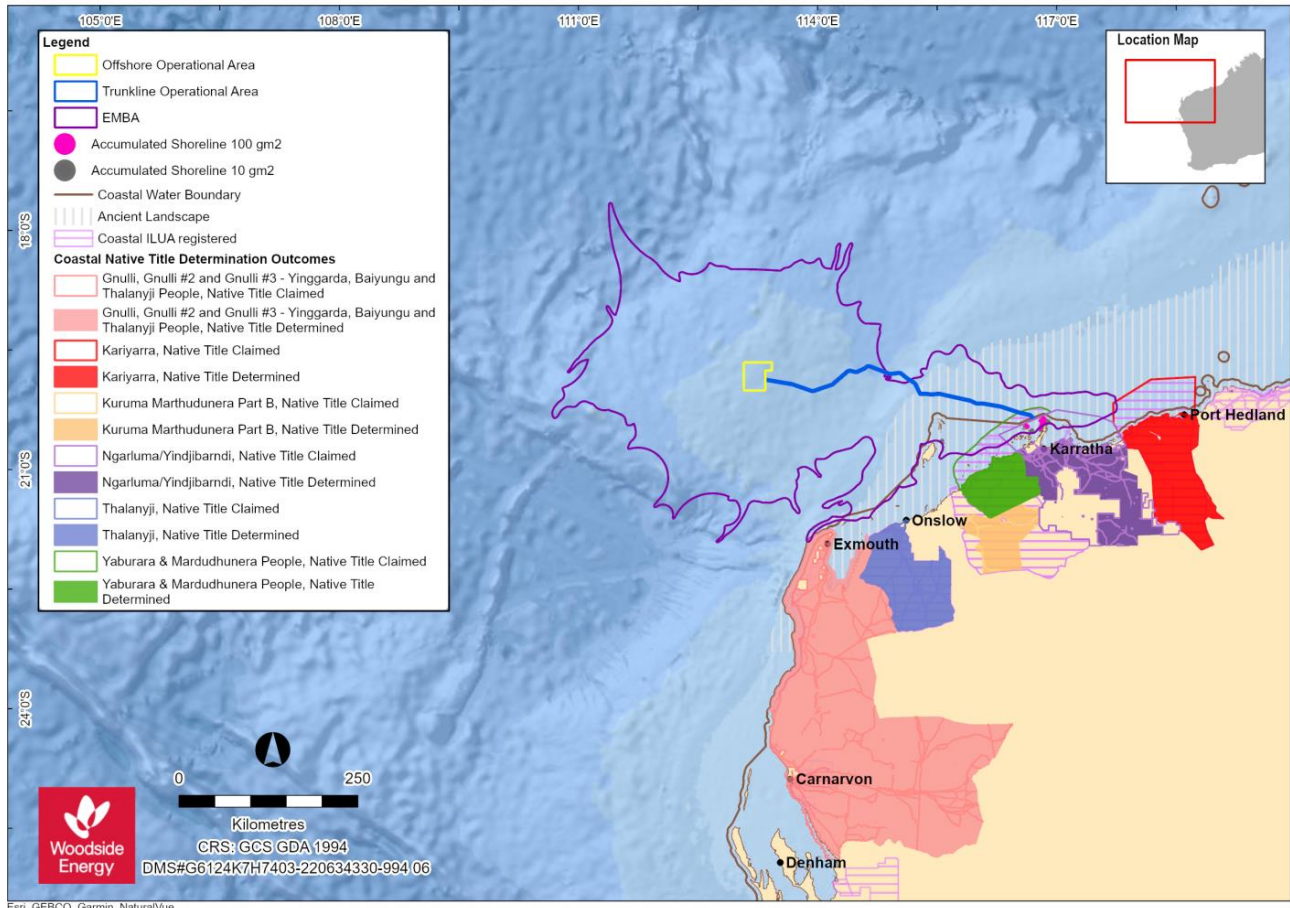 105°0'E
108°0'E
111°0'E
114°0'E
117°0'E
Legend
Offshore Operational Area
Trunkline Operational Area
EMBA
Accumulated Shoreline 100 gm2
Accumulated Shoreline 10 gm2
Coastal Water Boundary
Ancient Landscape
Coastal ILUA registered
Coastal Native Title Determination Outcomes
Gnulli, Gnulli #2 and Gnulli #3 - Yinggarda, Baiyungu and
Thalanyji People, Native Title Claimed
Gnulli, Gnulli #2 and Gnulli #3 - Yinggarda, Baiyungu and
Thalanyji People, Native Title Determined
Kariyarra, Native Title Claimed
Kariyarra, Native Title Determined
Kuruma Marthudunera Part B, Native Title Claimed
Kuruma Marthudunera Part B, Native Title Determined
Ngarluma/Yindjibarndi, Native Title Claimed
Ngarluma/Yindjibarndi, Native Title Determined
Thalanyji, Native Title Claimed
Thalanyji, Native Title Determined
Yaburara & Mardudhunera People, Native Title Claimed
Yaburara & Mardudhunera People, Native Title
Determined
Location Map
18°0'S
21°0'S
24°0'S
Port Hedland
Karratha
Onslow
Exmouth
Carnarvon
Denham
0
250
Kilometres
CRS: GCS GDA 1994
DMS#G6124K7H7403-220634330-994 06
Woodside
Energy
Esri, GEBCO, Garmin, NaturalVue